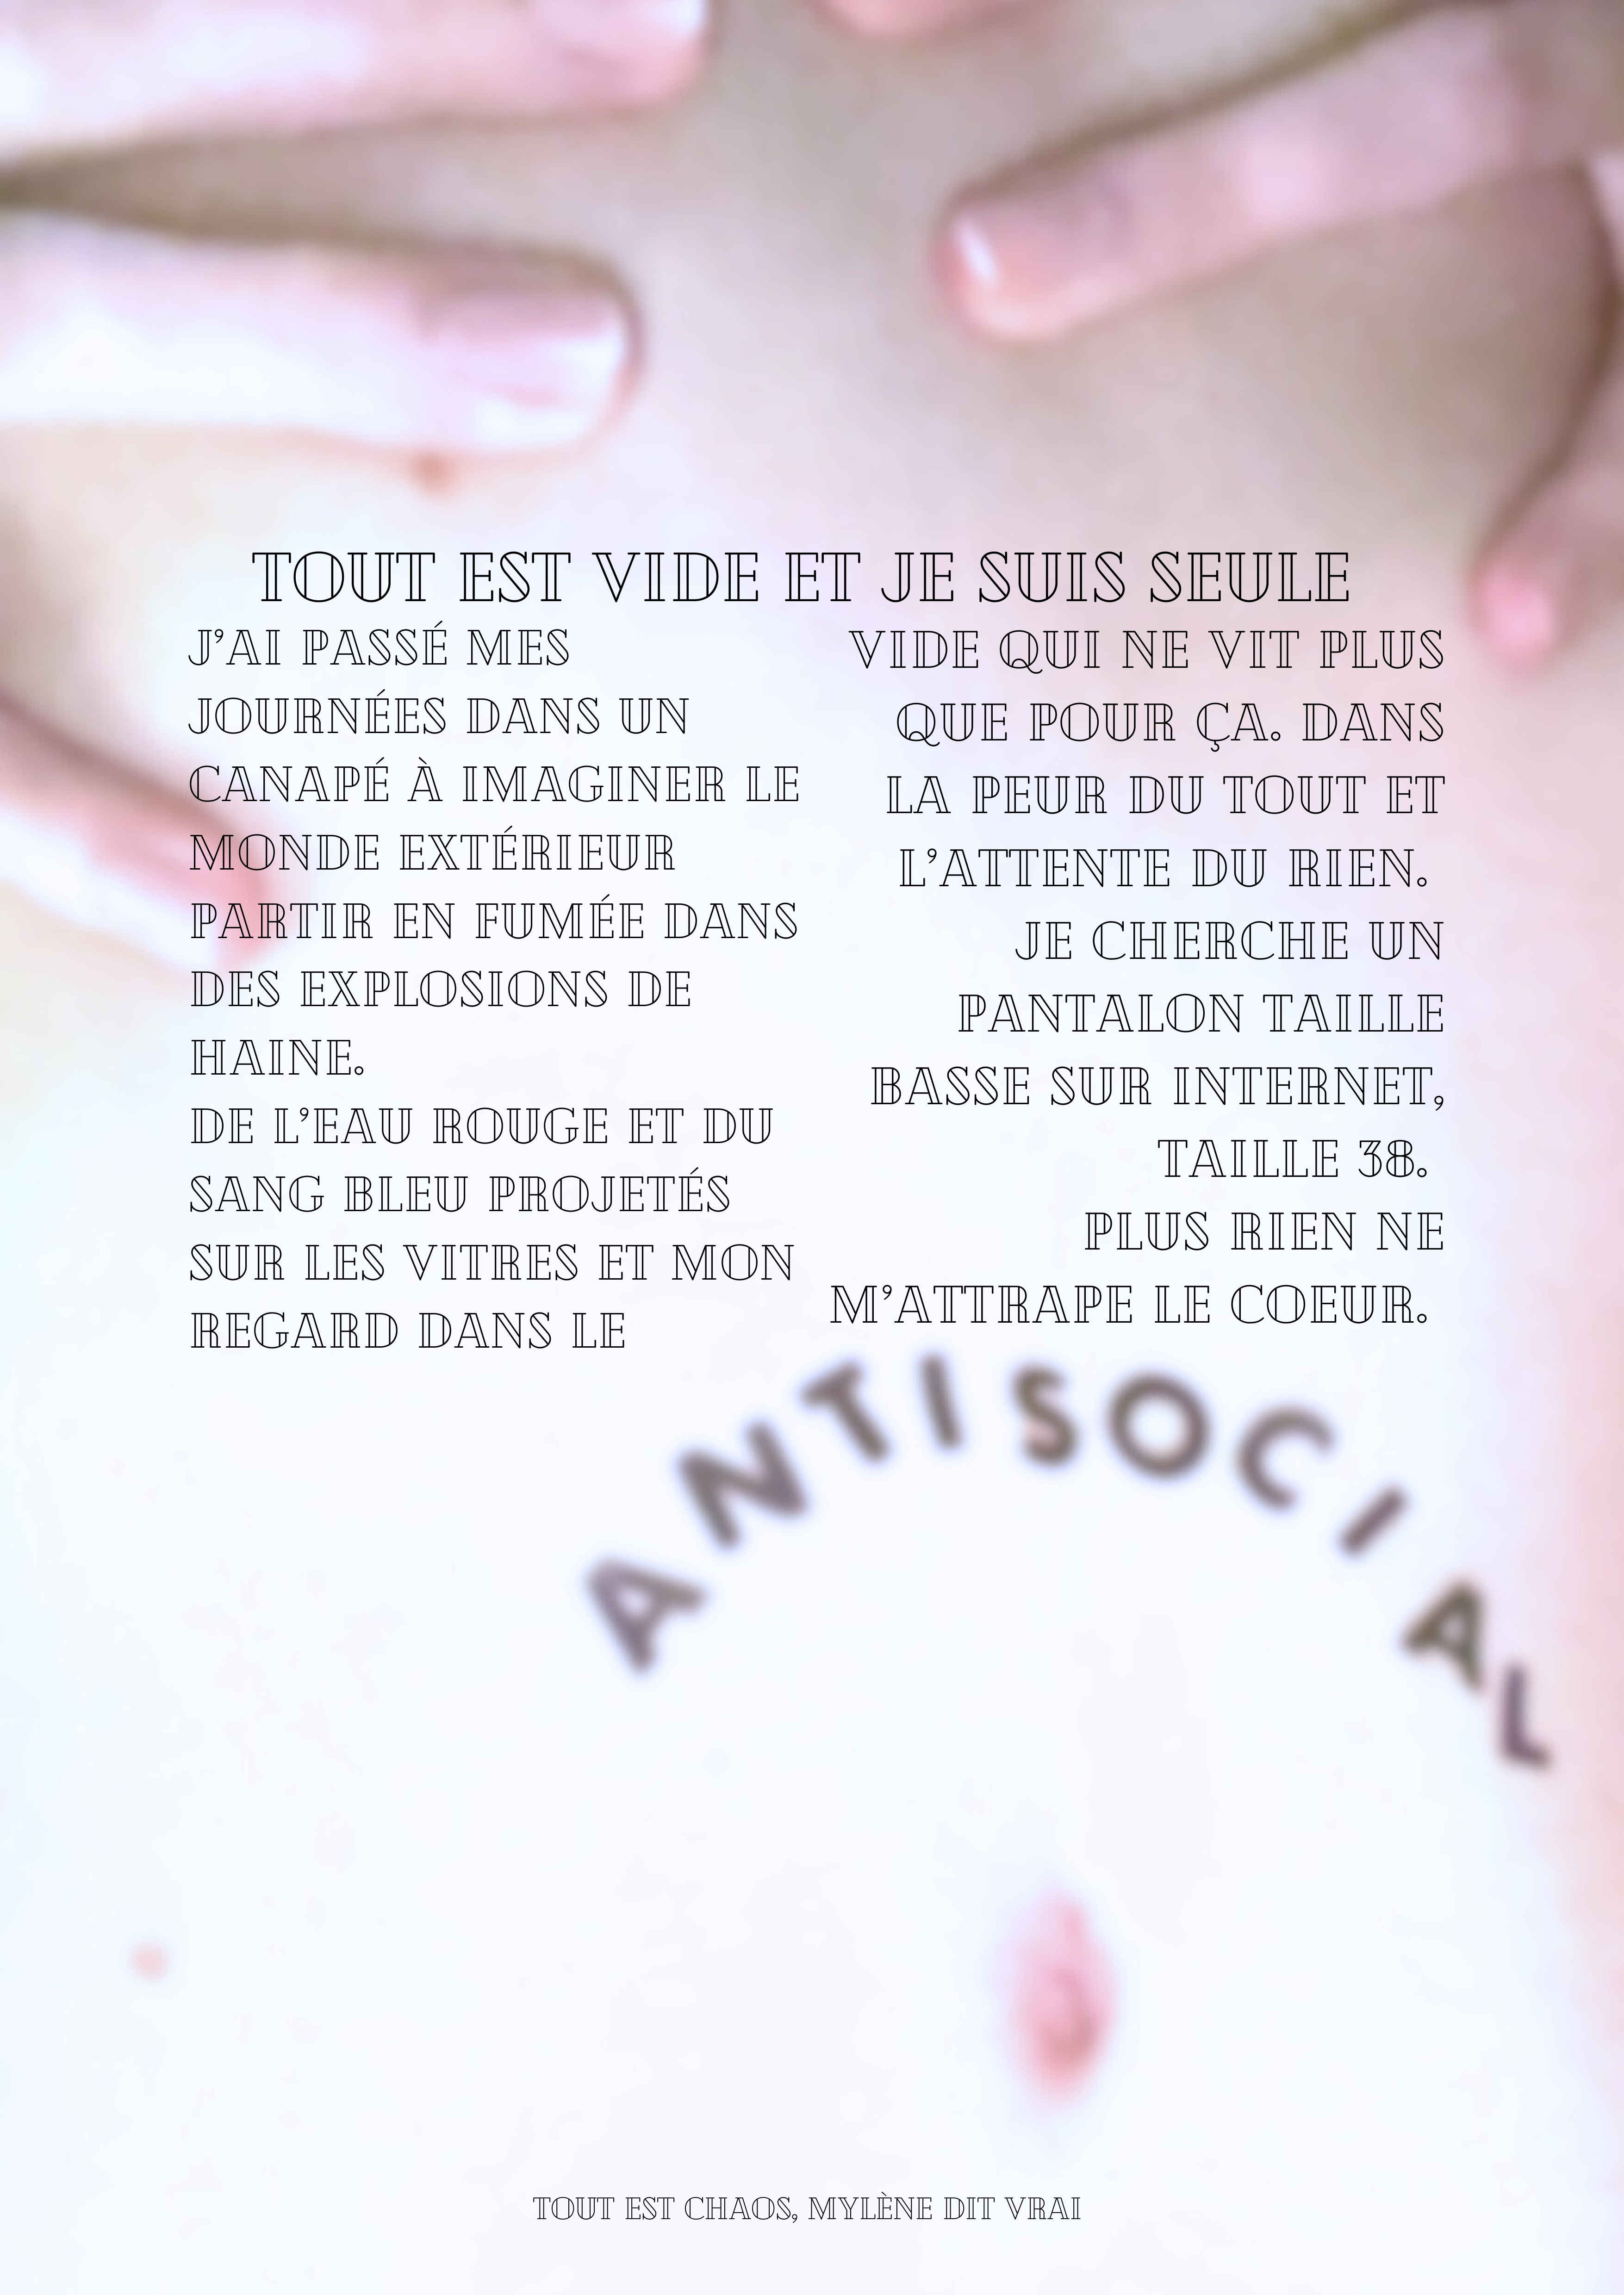 TOUT EST VIDE ET JE SUIS SEULE
J'AI PASSÉ MES
JOURNÉES DANS UN
CANAPÉ À IMAGINER LE
MONDE EXTÉRIEUR
PARTIR EN FUMÉE DANS
DES EXPLOSIONS DE
HAINE.
DE L'EAU ROUGE ET DU
SANG BLEU PROJETÉS
SUR LES VITRES ET MON
REGARD DANS LE
VIDE QUI NE VIT PLUS
QUE POUR ÇA. DANS
LA PEUR DU TOUT ET
L'ATTENTE DU RIEN.
JE CHERCHE UN
PANTALON TAILLE
BASSE SUR INTERNET,
TAILLE 38.
PLUS RIEN NE
M'ATTRAPE LE COEUR.
ANTISOCIAL
TOUT EST CHAOS, MYLÈNE DIT VRAI